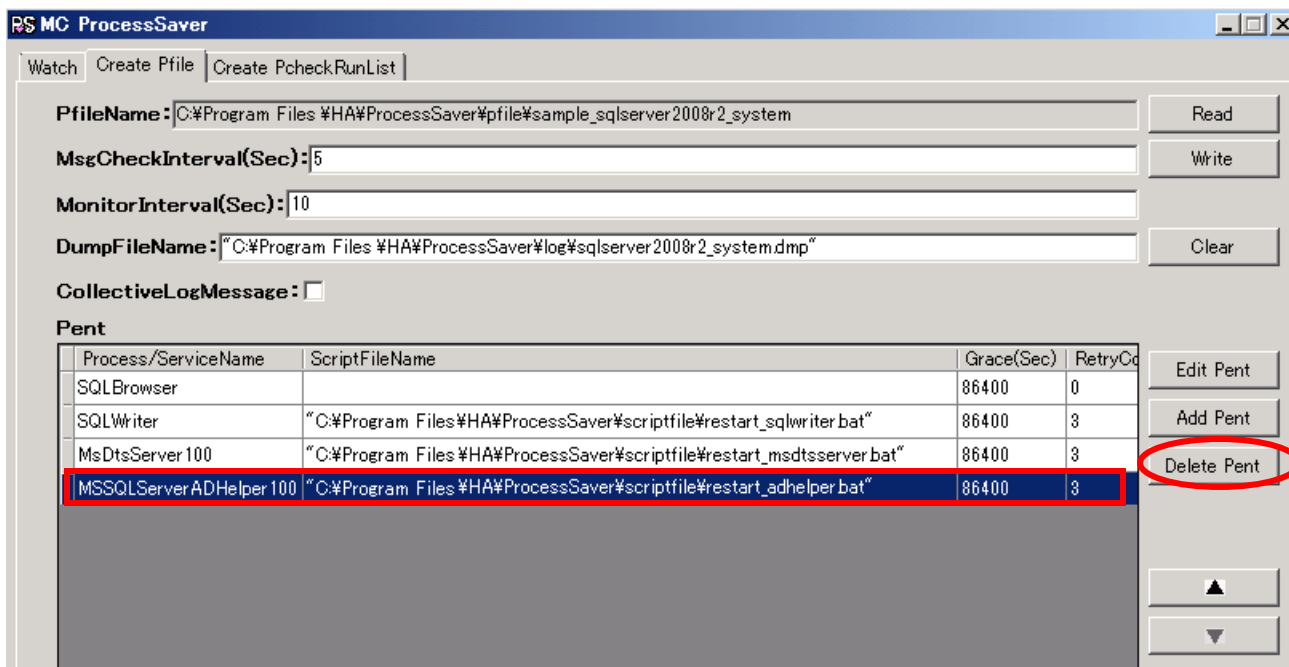 PS MC ProcessSaver
Watch Create Pfile Create PcheckRunList
PfileName: C:¥Program Files ¥HA¥ProcessSaver¥pfile¥sample_sqlserver2008r2_system Read
MsgCheckInterval(Sec): 5 Write
MonitorInterval(Sec): 10
DumpFileName: "C:¥Program Files ¥HA¥ProcessSaver¥log¥sqlserver2008r2_system.dmp" Clear
CollectiveLogMessage:
Pent
Process/ServiceName ScriptFileName Grace(Sec) RetryCo
Edit Pent
SQLBrowser 86400 0
SQLWriter "C:¥Program Files¥HA¥ProcessSaver¥scriptfile¥restart_sqlwriter.bat" 86400 3 Add Pent
MsDtsServer100 "C:¥Program Files ¥HA¥ProcessSaver¥scriptfile¥restart_msdtsserver.bat" 86400 3 Delete Pent
MSSQLServerADHelper100 "C:¥Program Files ¥HA¥ProcessSaver¥scriptfile¥restart_adhelper.bat" 86400 3
▲
▼